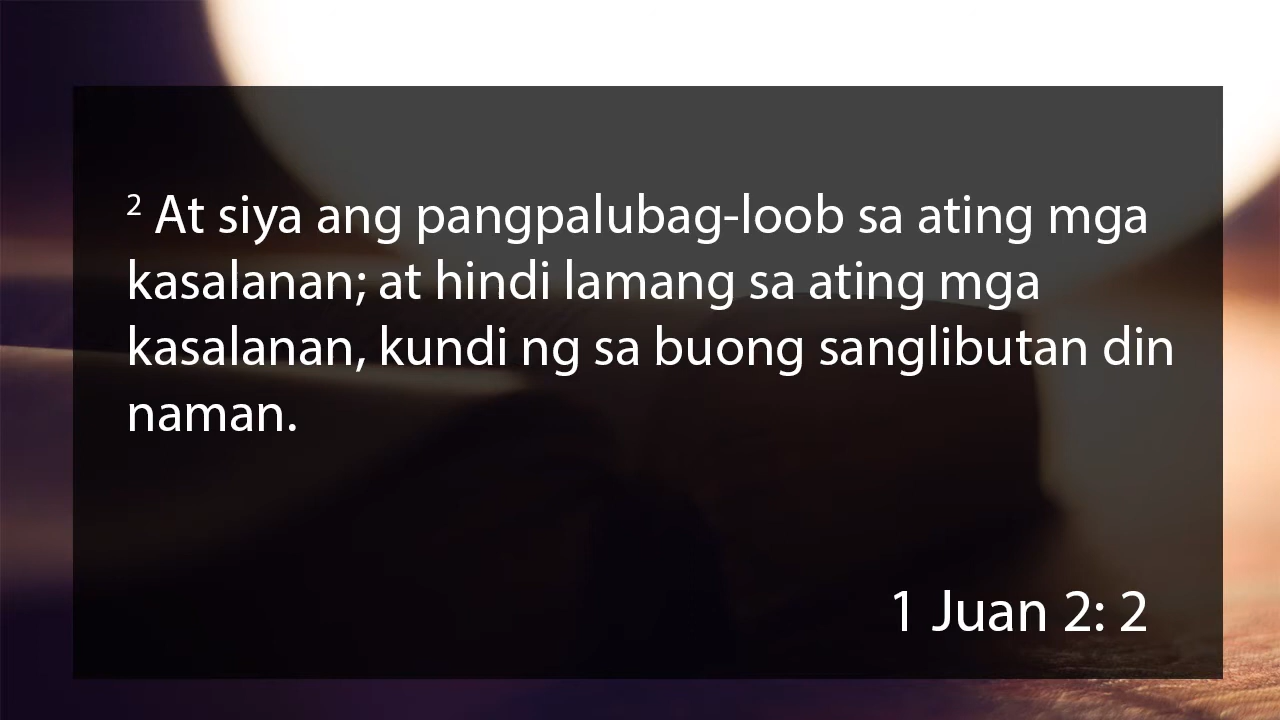 2 At siya ang pangpalubag-loob sa ating mga
kasalanan; at hindi lamang sa ating mga
kasalanan, kundi ng sa buong sanglibutan din
naman.
1 Juan 2: 2